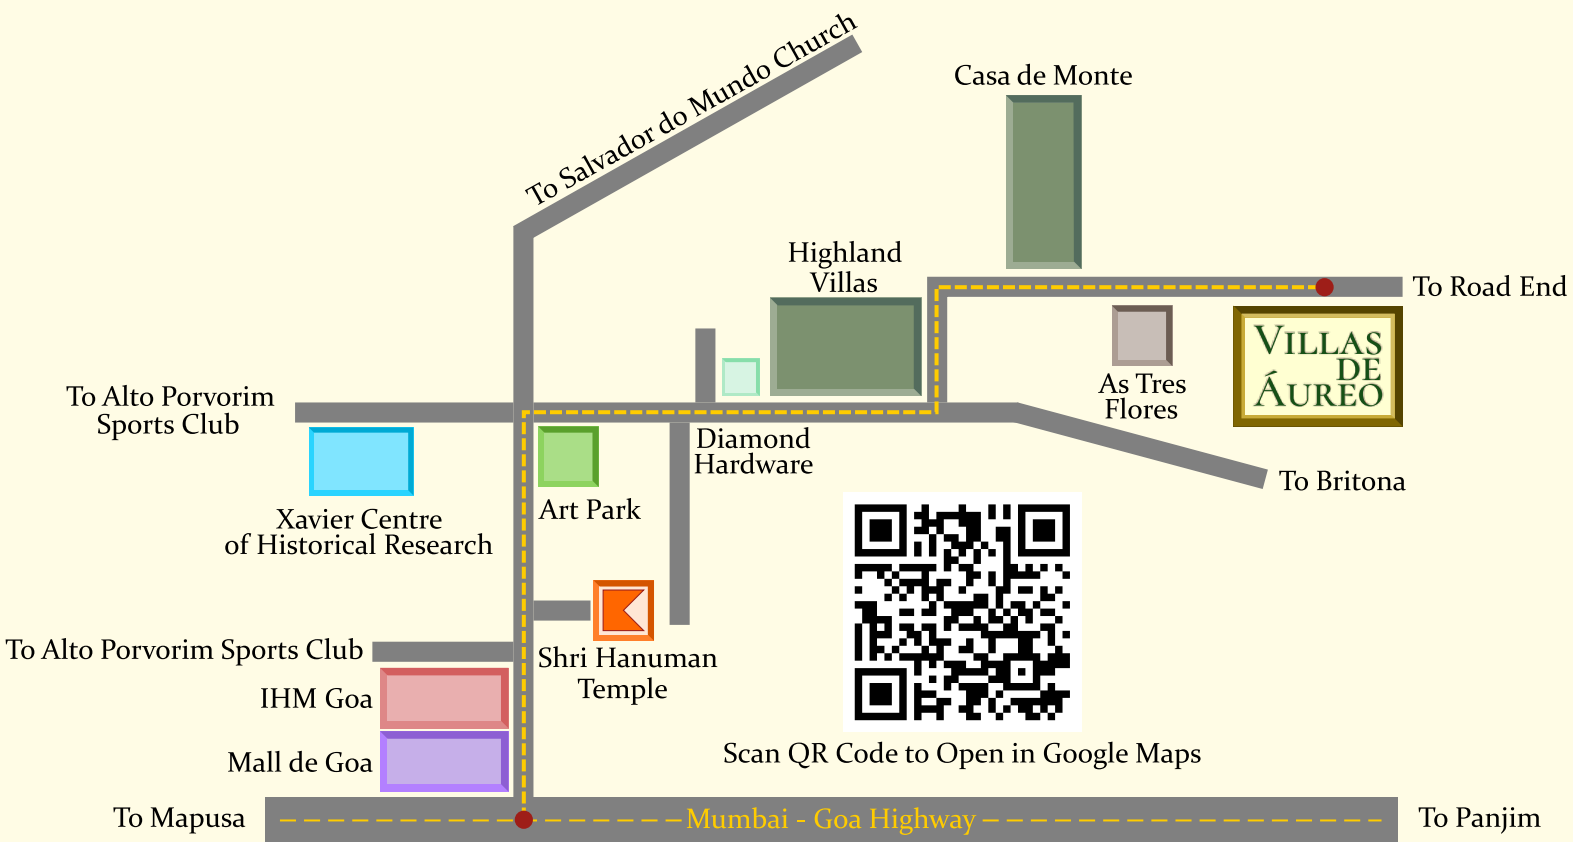 To Salvador do Mundo Church
Casa de Monte
Highland
Villas
To Road End
VILLAS
DE
ÁUREO
As Tres
Flores
To Alto Porvorim
Sports Club
Diamond
Hardware
To Britona
Xavier Centre
of Historical Research
Art Park
To Alto Porvorim Sports Club
Shri Hanuman
Temple
IHM Goa
Mall de Goa
Scan QR Code to Open in Google Maps
To Mapusa
Mumbai - Goa Highway
To Panjim